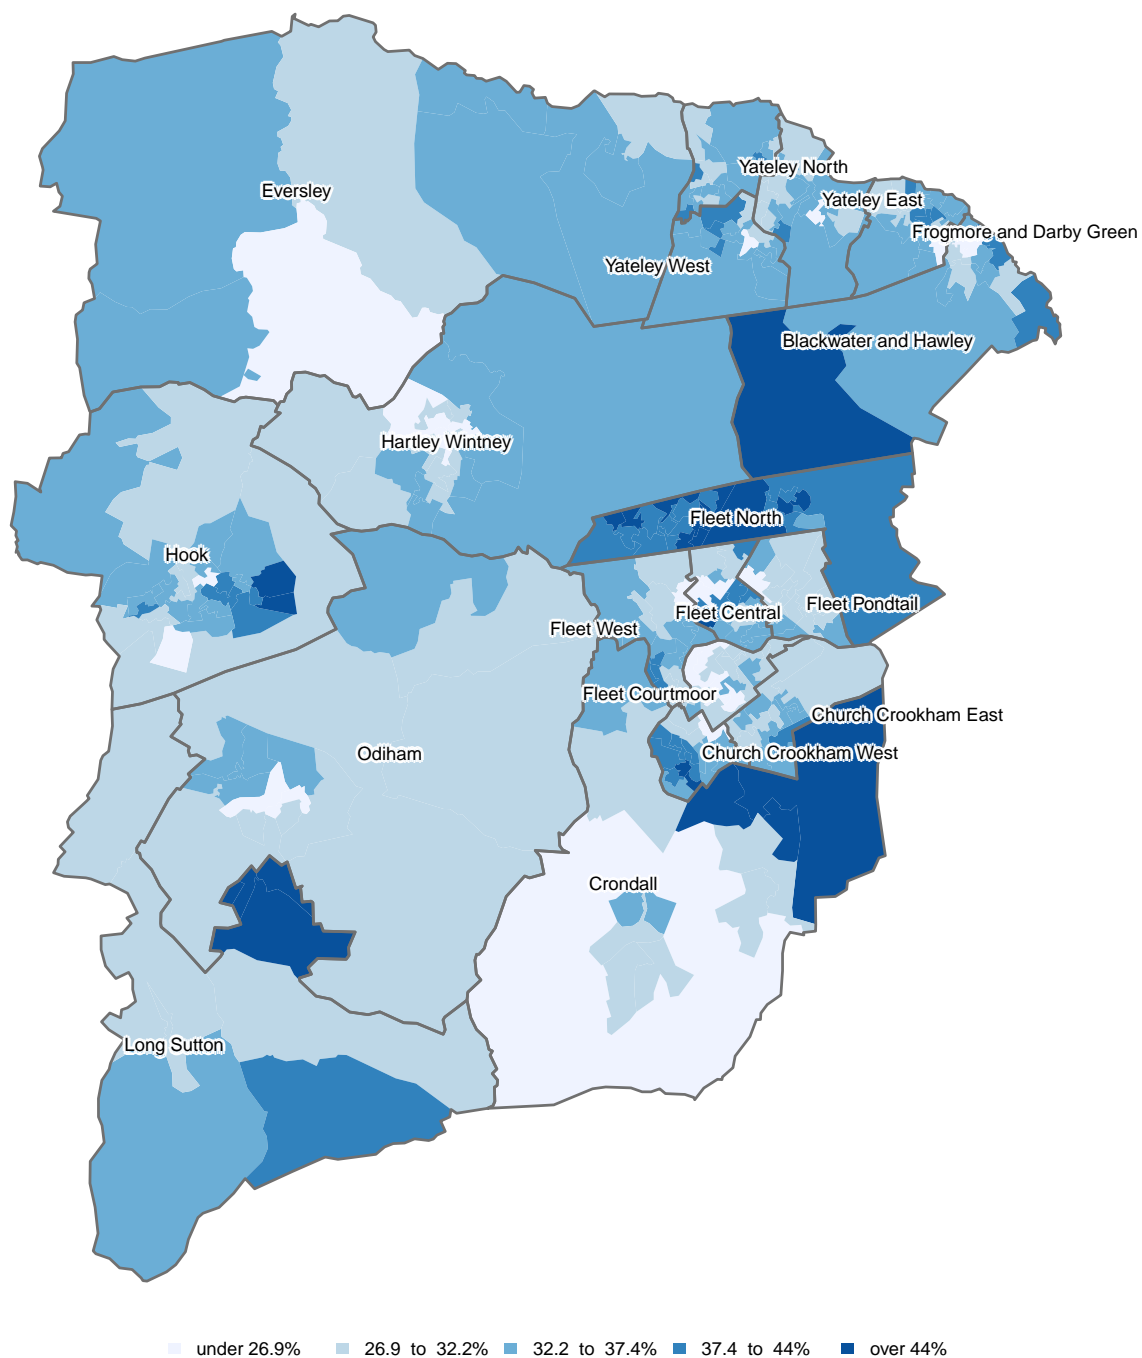 Yateley North
Eversley
Yateley East
Frogmore and Darby Green
Yateley West
Blackwater and Hawley
Hartley Wintney
Fleet North
Hook
Fleet Pondtail
Fleet Central
Fleet West
Fleet Courtmoor
Church Crookham East
Odiham
Church Crookham West
Crondall
Long Sutton
under 26.9% 26.9 to 32.2% 32.2 to 37.4% 37.4 to 44% over 44%